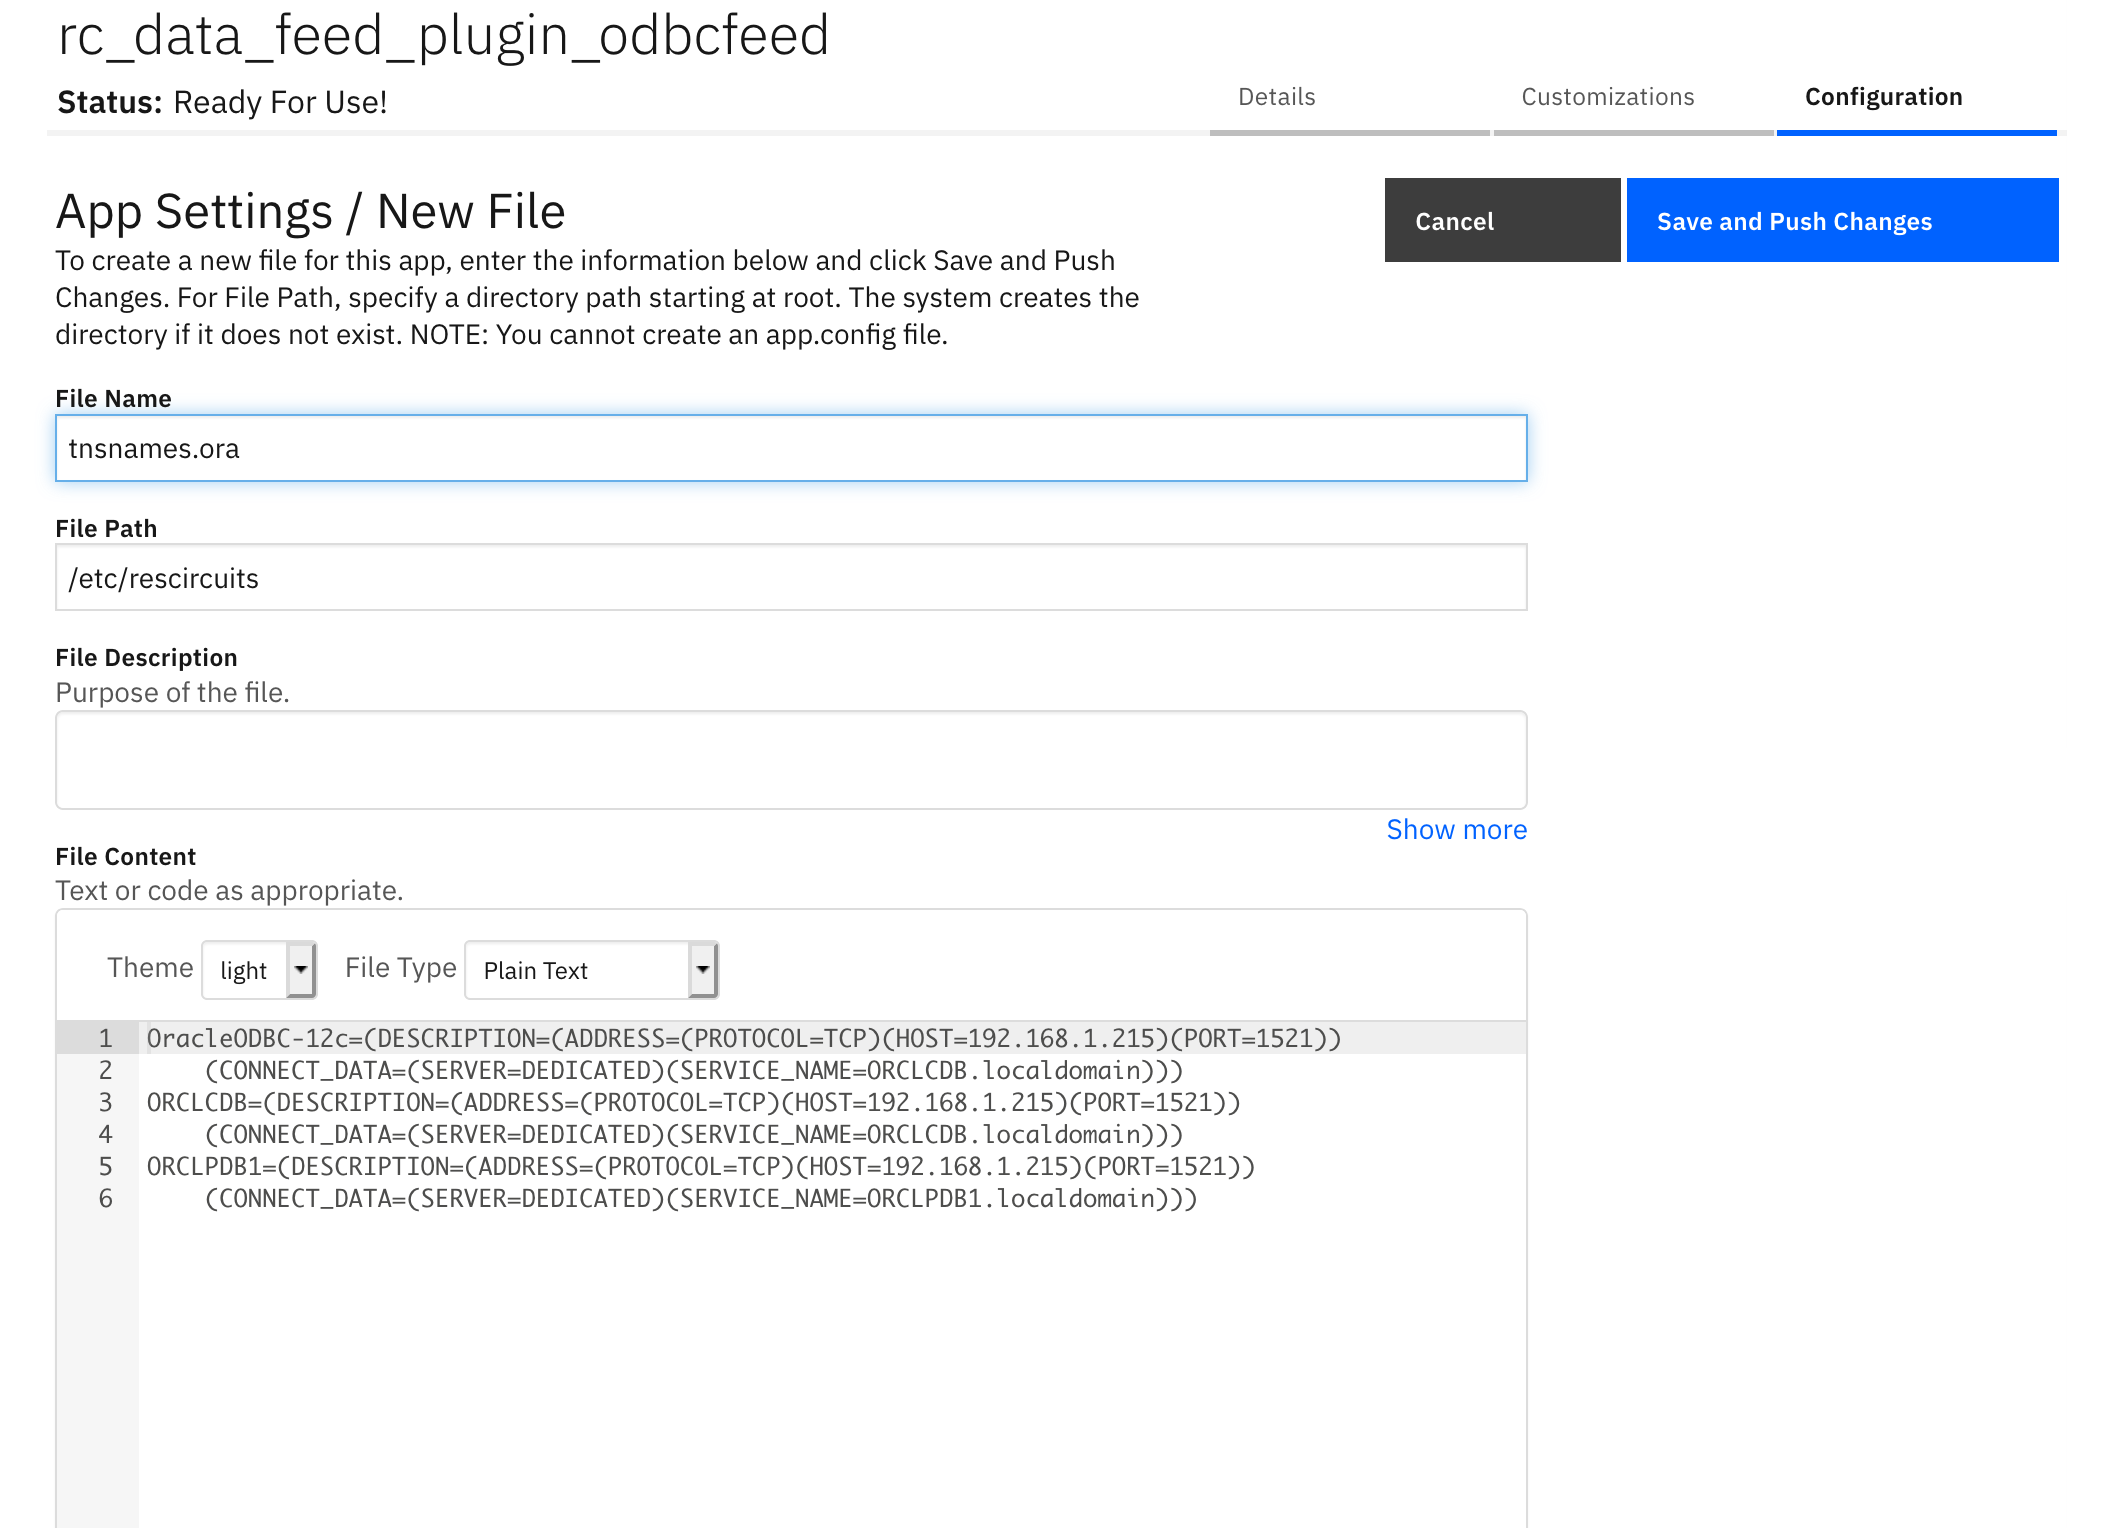 rc_data_feed_plugin_odbcfeed
Status: Ready For Use!
Details
Customizations
Configuration
App Settings / New File
Cancel
Save and Push Changes
To create a new file for this app, enter the information below and click Save and Push
Changes. For File Path, specify a directory path starting at root. The system creates the
directory if it does not exist. NOTE: You cannot create an app.config file.
File Name
tnsnames.ora
File Path
/etc/rescircuits
File Description
Purpose of the file.
Show more
File Content
Text or code as appropriate.
Theme light File Type Plain Text
1 OracleODBC-12c=(DESCRIPTION=(ADDRESS=(PROTOCOL=TCP)(HOST=192.168.1.215)(PORT=1521))
2     (CONNECT_DATA=(SERVER=DEDICATED)(SERVICE_NAME=ORCLCDB.localdomain)))
3 ORCLCDB=(DESCRIPTION=(ADDRESS=(PROTOCOL=TCP)(HOST=192.168.1.215)(PORT=1521))
4     (CONNECT_DATA=(SERVER=DEDICATED)(SERVICE_NAME=ORCLCDB.localdomain)))
5 ORCLPDB1=(DESCRIPTION=(ADDRESS=(PROTOCOL=TCP)(HOST=192.168.1.215)(PORT=1521))
6     (CONNECT_DATA=(SERVER=DEDICATED)(SERVICE_NAME=ORCLPDB1.localdomain)))